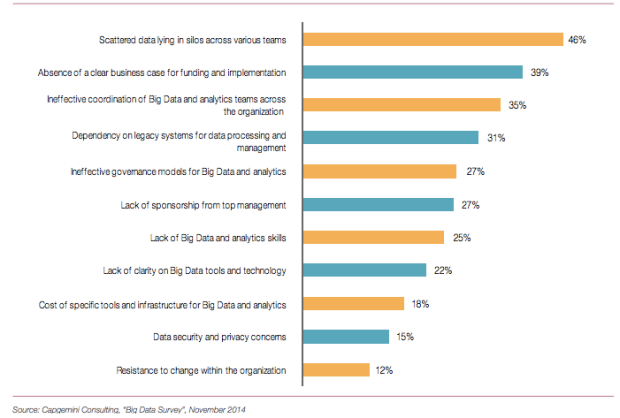 Scattered data lying in silos across various teams
46%
Absence of a clear business case for funding and implementation
39%
Ineffective coordination of Big Data and analytics teams across
the organization
35%
Dependency on legacy systems for data processing and
management
31%
Ineffective governance models for Big Data and analytics
27%
Lack of sponsorship from top management
27%
Lack of Big Data and analytics skills
25%
Lack of clarity on Big Data tools and technology
22%
Cost of specific tools and infrastructure for Big Data and analytics
18%
Data security and privacy concerns
15%
Resistance to change within the organization
12%
Source: Capgemini Consulting, "Big Data Survey", November 2014